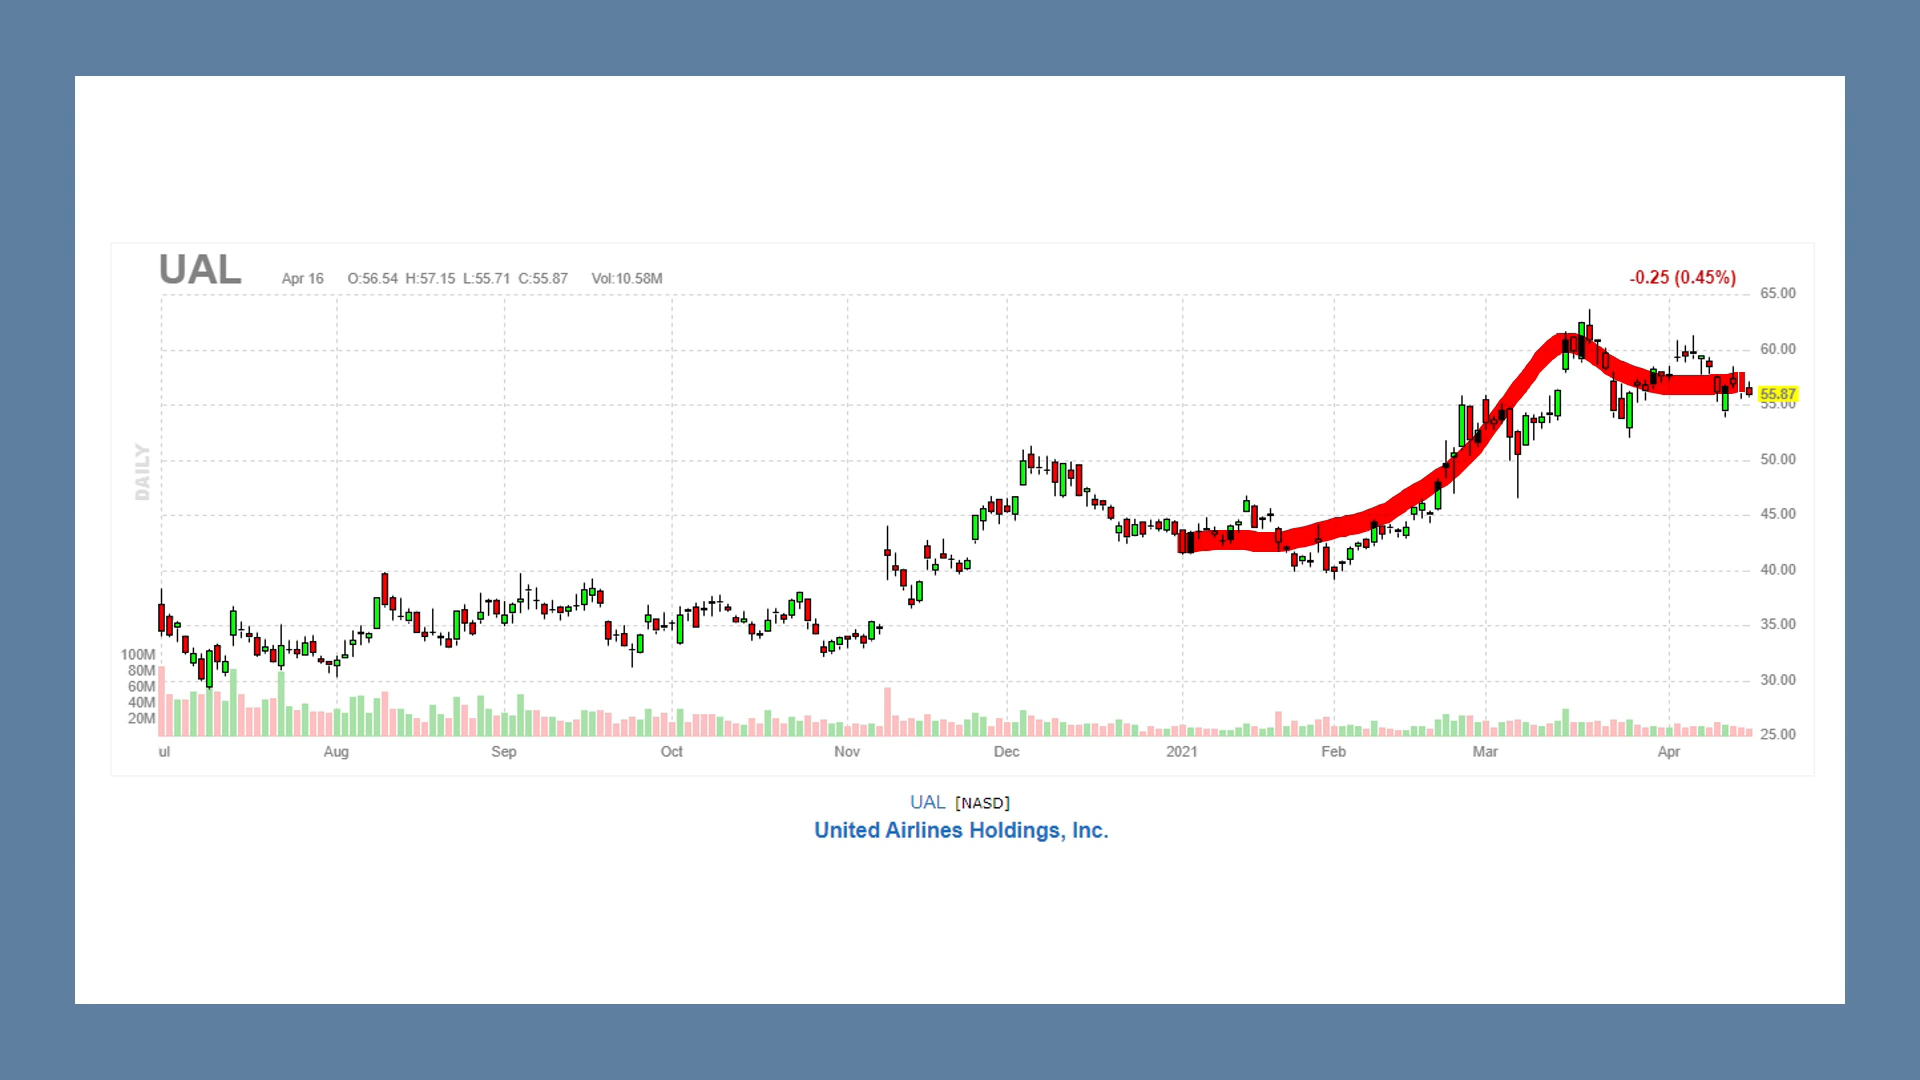 UAL Apr 16 O:56.54 H:57.15 L:55.71 C:55.87 Vol:10.58M -0.25 (0.45%)
65.00
60.00
55.87
55.00
DAILY
50.00
45.00
40.00
35.00
100M
80M
30.00
60M
40M
20M
25.00
ul Aug Sep Oct Nov Dec 2021 Feb Mar Apr
UAL [NASD]
United Airlines Holdings, Inc.